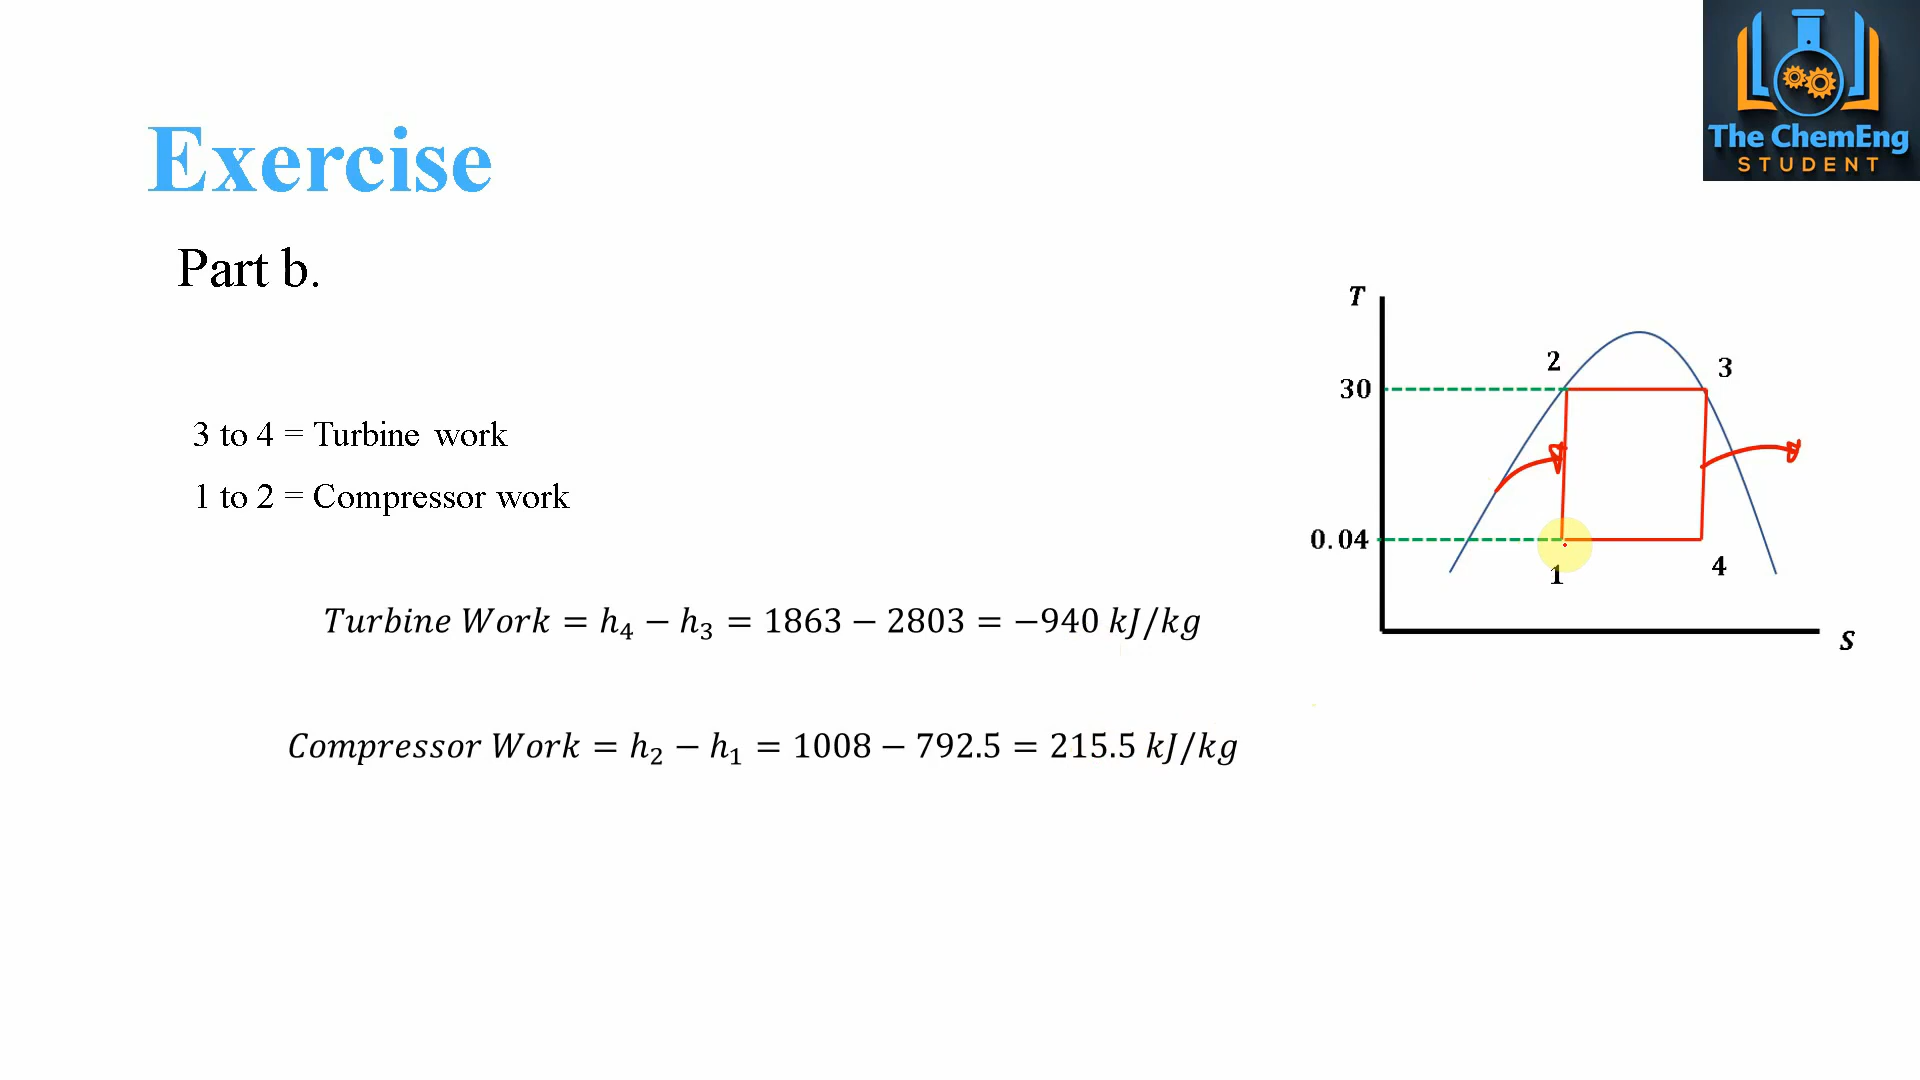 The ChemEng
STUDENT
Exercise
Part b.
3 to 4 = Turbine work
1 to 2 = Compressor work
Turbine Work = h₄ − h₃ = 1863 − 2803 = −940 kJ/kg
Compressor Work = h₂ − h₁ = 1008 − 792.5 = 215.5 kJ/kg
T
2
3
30
0.04
1
4
S